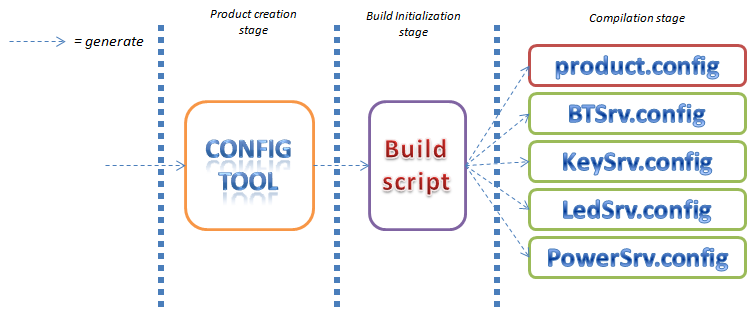 Product creation
stage
Build Initialization
stage
Compilation stage
= generate
CONFIG
TOOL
Build
script
product.config
BTSrv.config
KeySrv.config
LedSrv.config
PowerSrv.config